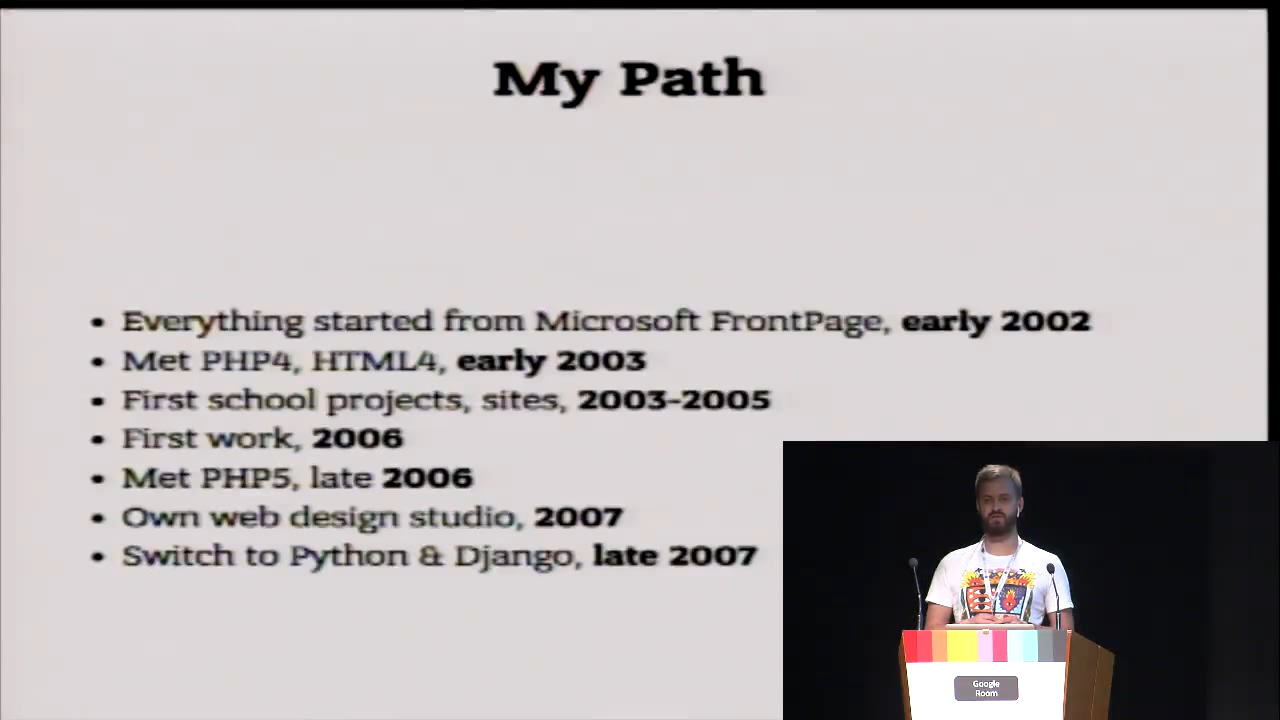 My Path
• Everything started from Microsoft FrontPage, early 2002
• Met PHP4, HTML4, early 2003
• First school projects, sites, 2003-2005
• First work, 2006
• Met PHP5, late 2006
• Own web design studio, 2007
• Switch to Python & Django, late 2007
Google
Room